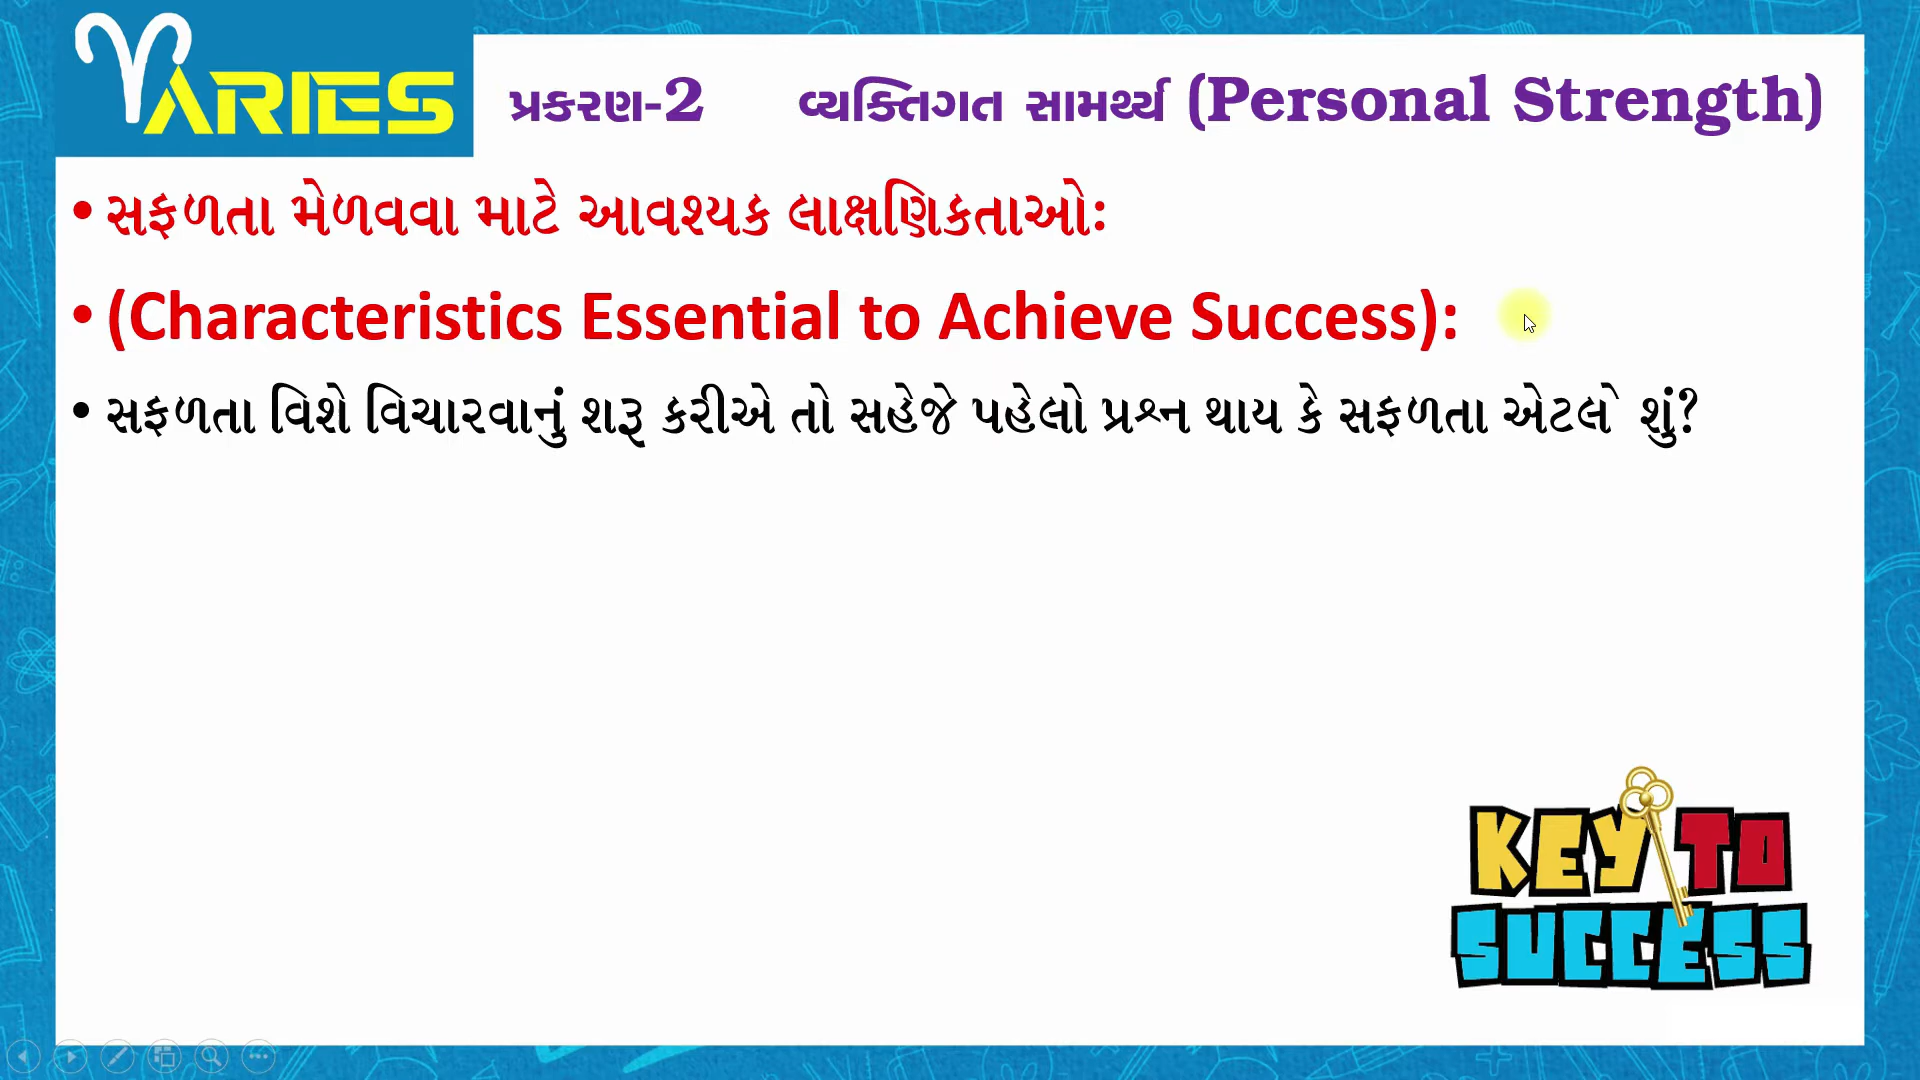 ARIES
પ્રકરણ-2 વ્યક્તિગત સામર્થ્ય (Personal Strength)
• સફળતા મેળવવા માટે આવશ્યક લાક્ષણિકતાઓઃ
• (Characteristics Essential to Achieve Success):
• સફળતા વિશે વિચારવાનું શરૂ કરીએ તો સહેજે પહેલો પ્રશ્ન થાય કે સફળતા એટલે શું?
KEY TO
SUCCESS